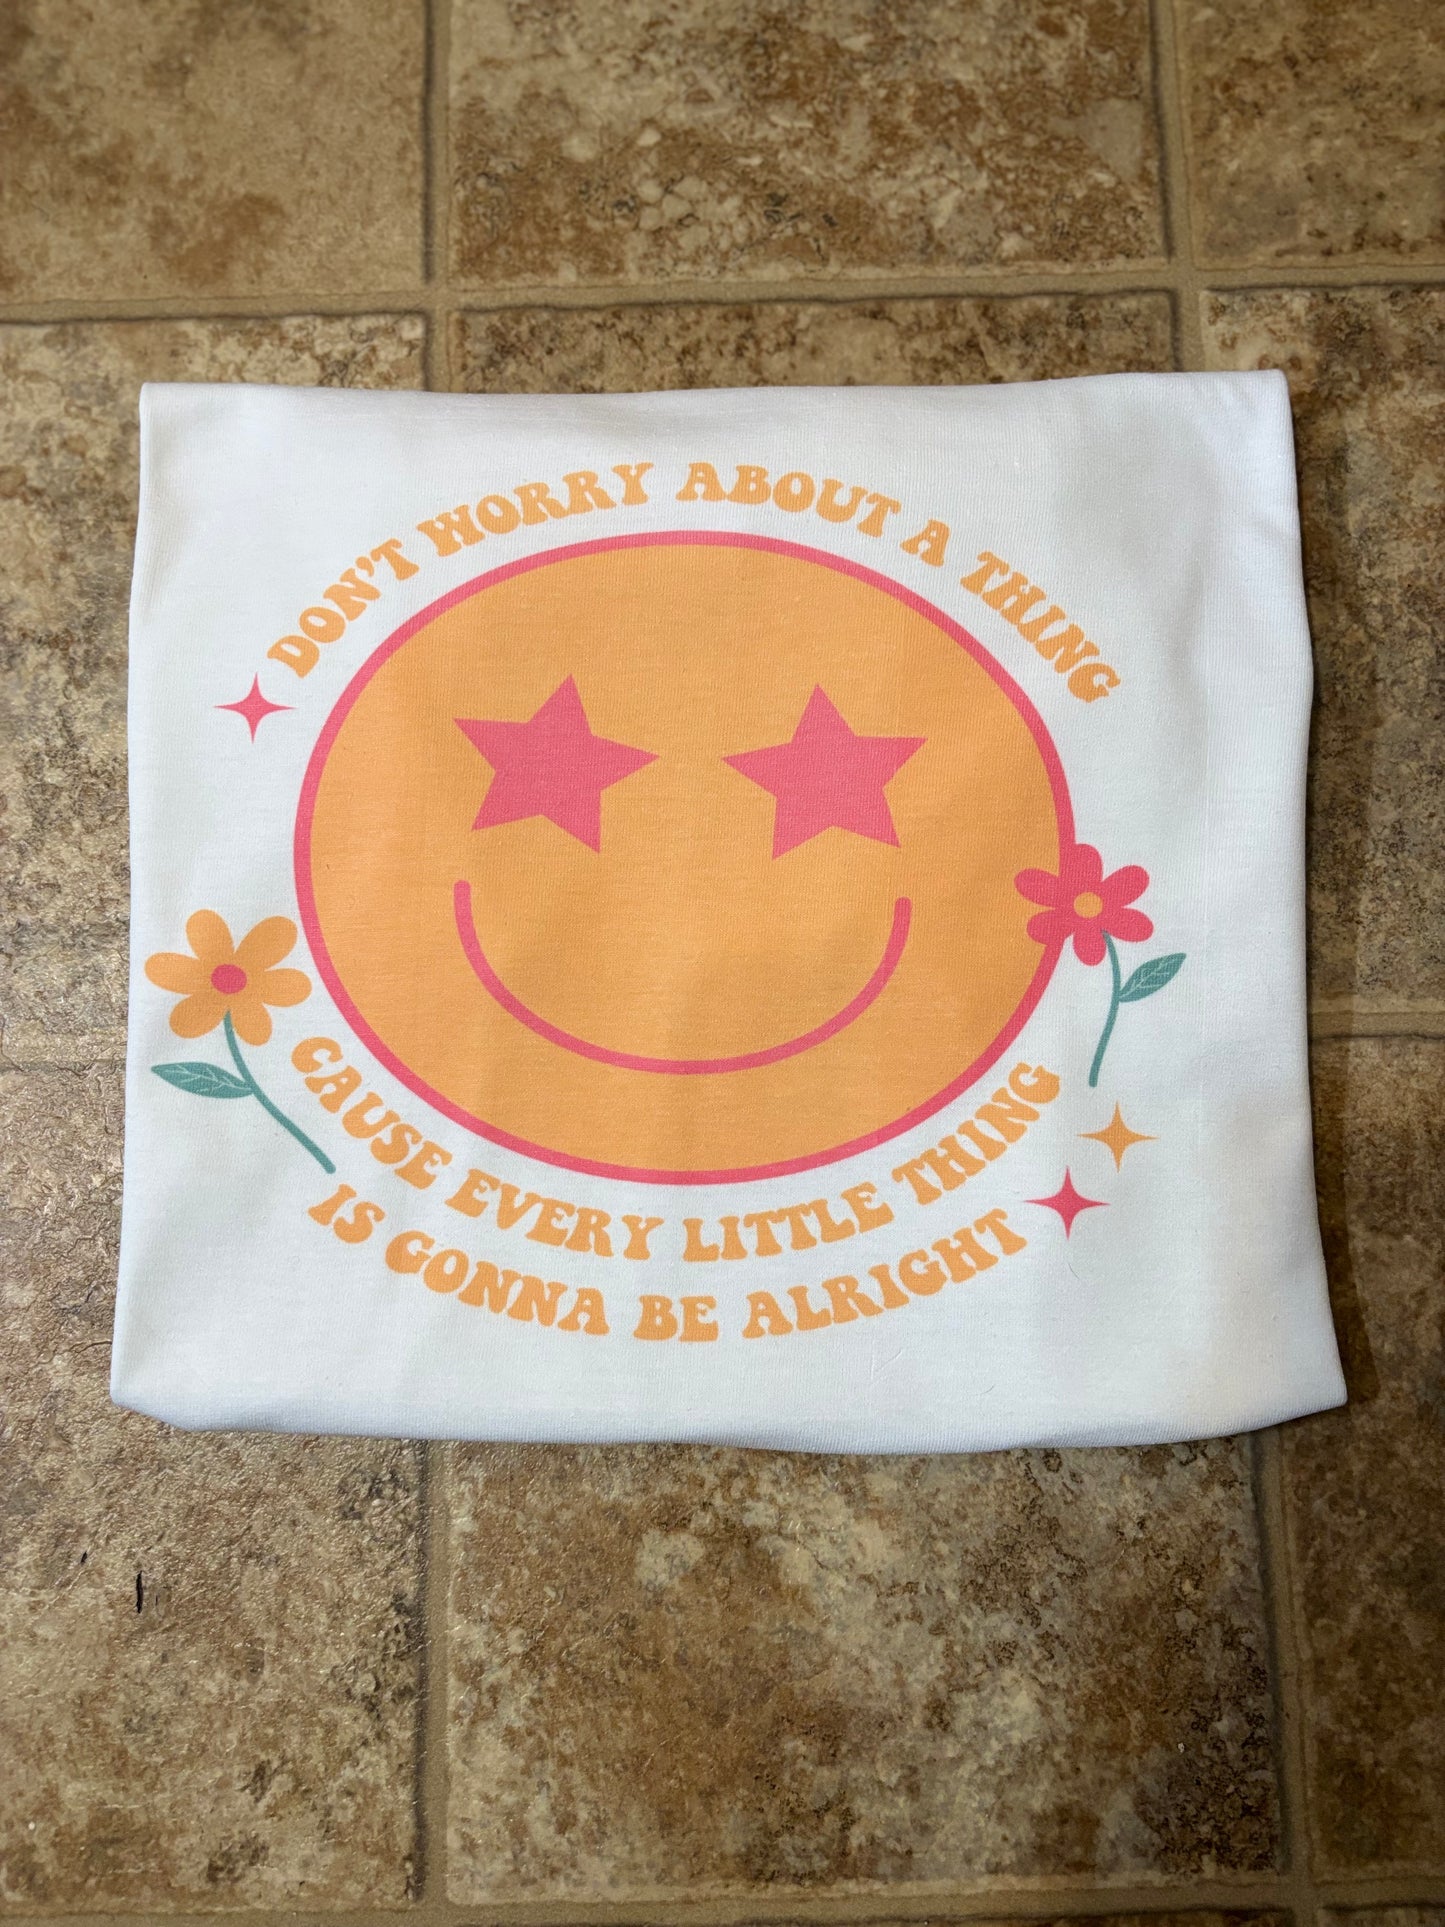 DON'T WORRY ABOUT A THING
CAUSE EVERY LITTLE THING
IS GONNA BE ALRIGHT